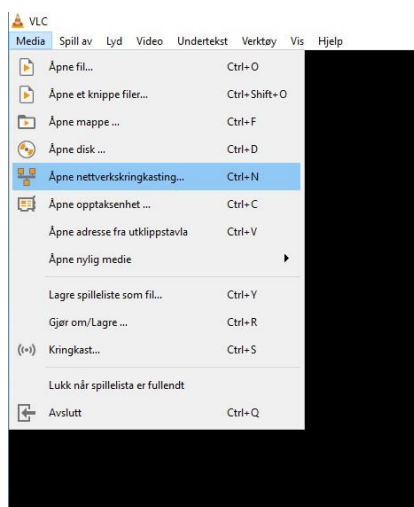 VLC
Media Spill av Lyd Video Undertekst Verktøy Vis Hjelp
Åpne fil... Ctrl+O
Åpne et knippe filer... Ctrl+Shift+O
Åpne mappe ... Ctrl+F
Åpne disk ... Ctrl+D
Åpne nettverkskringkasting... Ctrl+N
Åpne opptaksenhet ... Ctrl+C
Åpne adresse fra utklippstavla Ctrl+V
Åpne nylig medie
Lagre spilleliste som fil... Ctrl+Y
Gjør om/Lagre ... Ctrl+R
Kringkast... Ctrl+S
Lukk når spillelista er fullendt
Avslutt Ctrl+Q